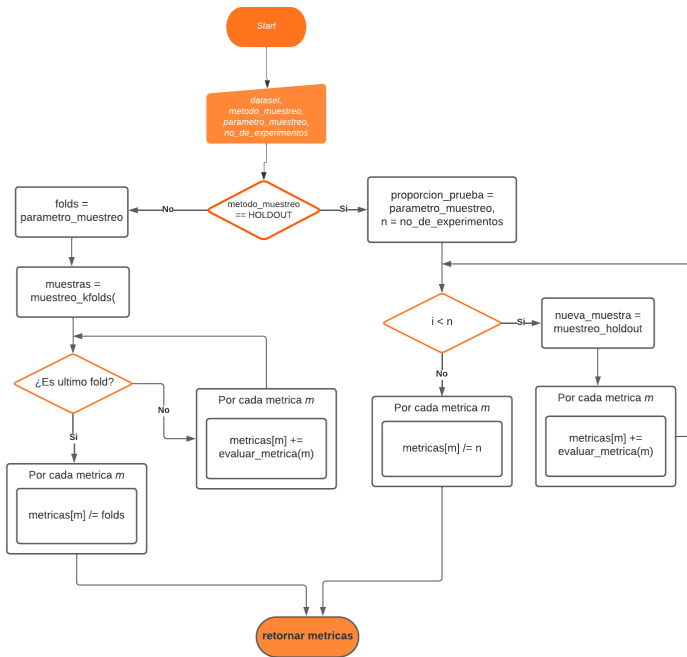 Start
dataset,
metodo_muestreo,
parametro_muestreo,
no_de_experimentos
metodo_muestreo
== HOLDOUT
No
Si
folds =
parametro_muestreo
proporcion_prueba =
parametro_muestreo,
n = no_de_experimentos
muestras =
muestreo_kfolds(
i < n
Si
nueva_muestra =
muestreo_holdout
No
¿Es ultimo fold?
No
Si
Por cada metrica m
metricas[m] +=
evaluar_metrica(m)
Por cada metrica m
metricas[m] /= n
Por cada metrica m
metricas[m] +=
evaluar_metrica(m)
Por cada metrica m
metricas[m] /= folds
retornar metricas